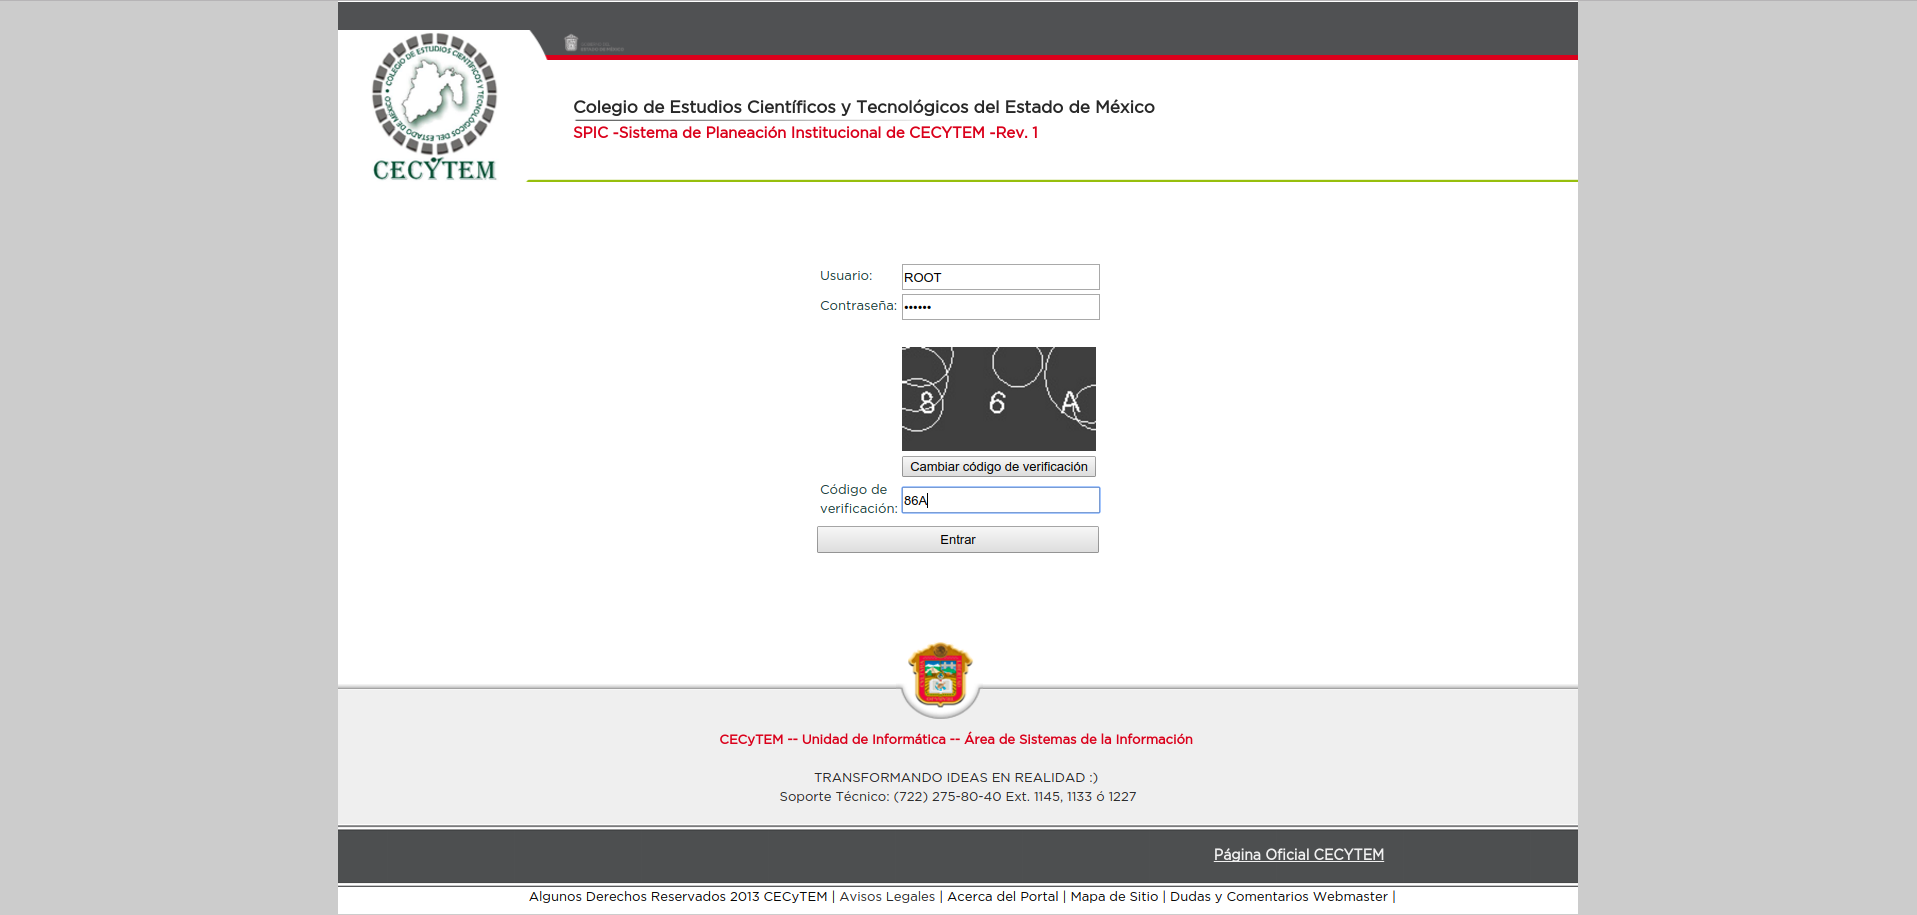 COLEGIO DE ESTUDIOS CIENTÍFICOS Y TECNOLÓGICOS DEL ESTADO DE MÉXICO
CECYTEM
Colegio de Estudios Científicos y Tecnológicos del Estado de México
SPIC -Sistema de Planeación Institucional de CECYTEM -Rev. 1
Usuario: ROOT
Contraseña: ••••••
8 6 A
Cambiar código de verificación
Código de
verificación: 86A
Entrar
CECyTEM -- Unidad de Informática -- Área de Sistemas de la Información
TRANSFORMANDO IDEAS EN REALIDAD :)
Soporte Técnico: (722) 275-80-40 Ext. 1145, 1133 ó 1227
Página Oficial CECYTEM
Algunos Derechos Reservados 2013 CECyTEM | Avisos Legales | Acerca del Portal | Mapa de Sitio | Dudas y Comentarios Webmaster |